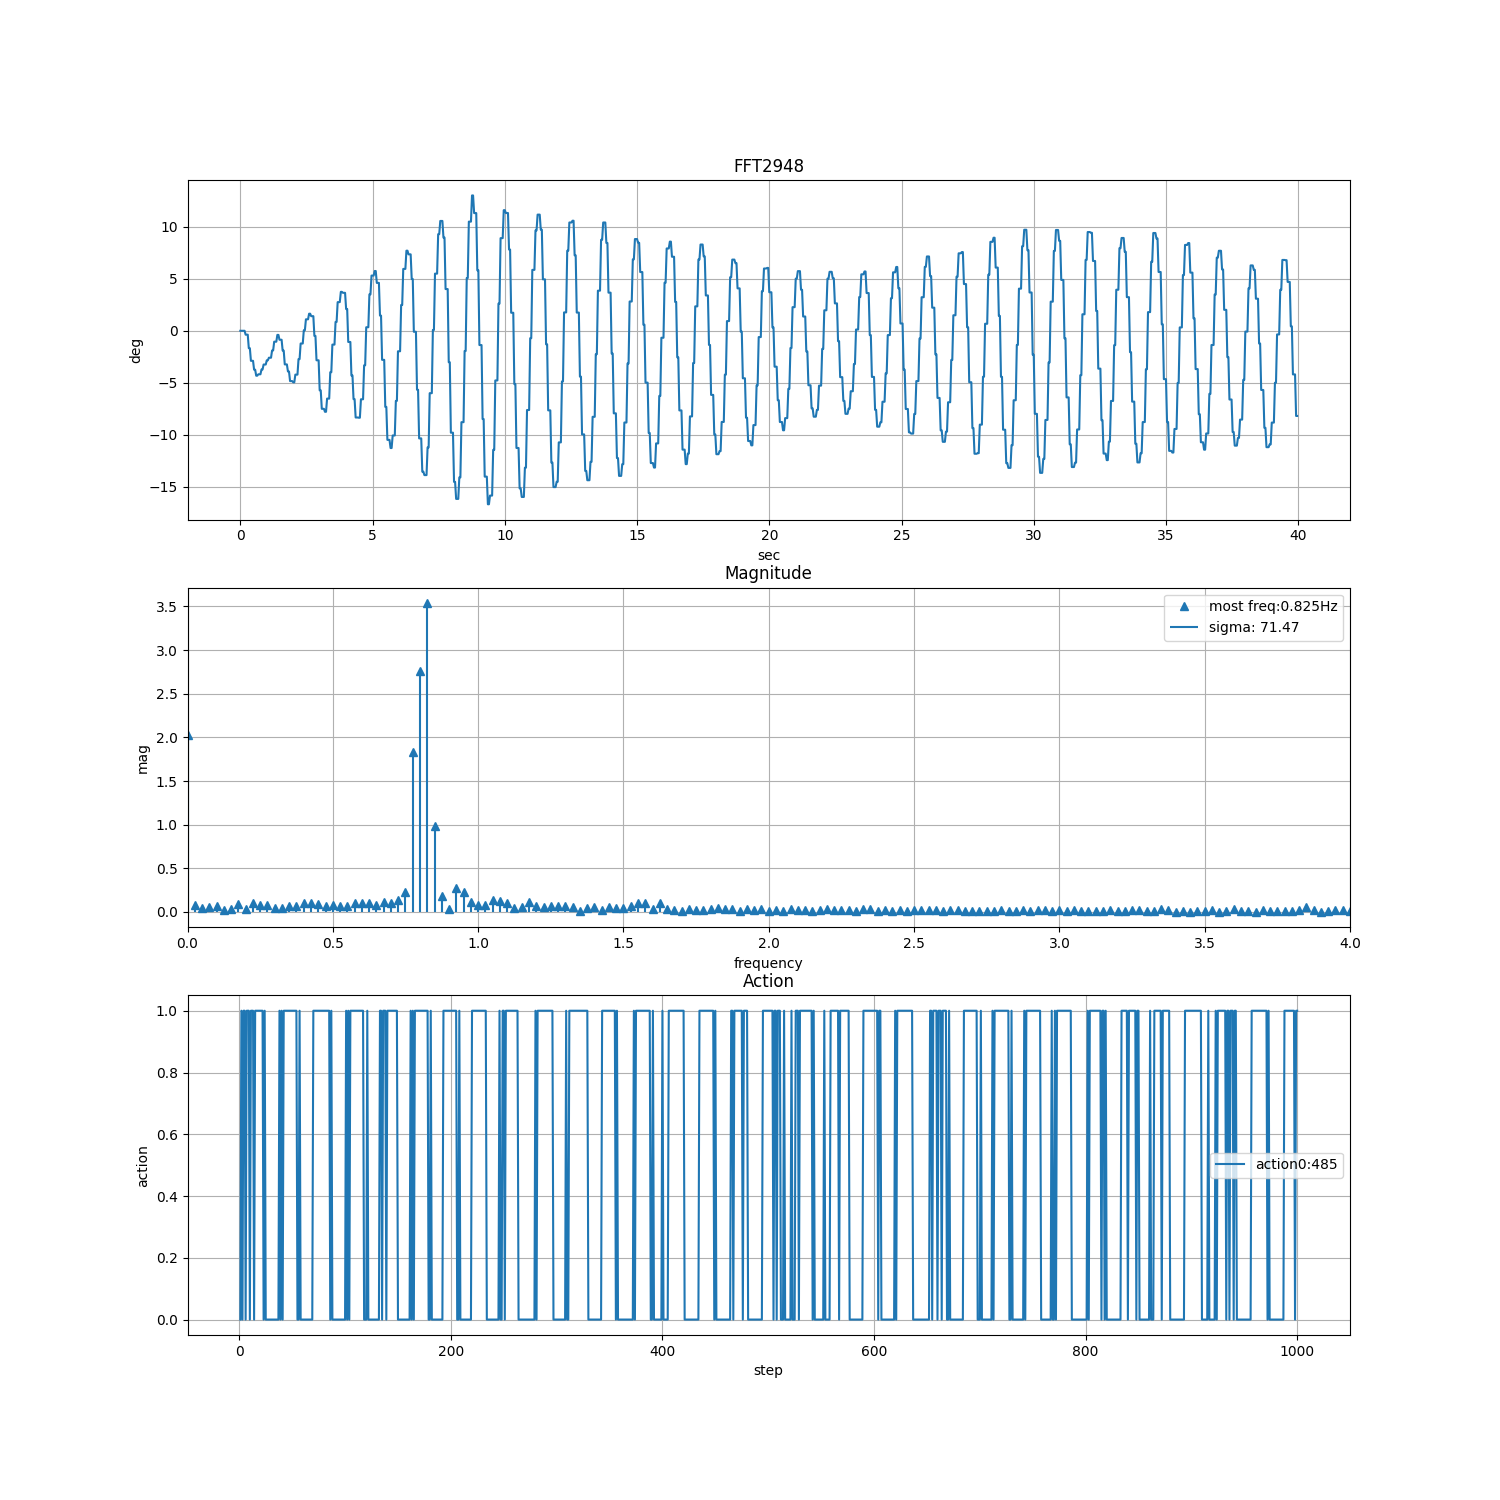 FFT2948
10
5
0
−5
−10
−15
deg
0 5 10 15 20 25 30 35 40
sec
Magnitude
3.5
3.0
2.5
2.0
1.5
1.0
0.5
0.0
mag
most freq:0.825Hz
sigma: 71.47
0.0 0.5 1.0 1.5 2.0 2.5 3.0 3.5 4.0
frequency
Action
1.0
0.8
0.6
0.4
0.2
0.0
action
action0:485
0 200 400 600 800 1000
step